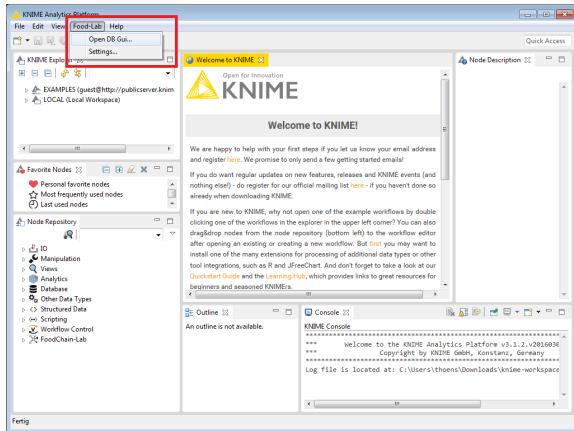 KNIME Analytics Platform
File Edit View Food-Lab Help
Open DB Gui...
Settings...
Quick Access
KNIME Explorer
EXAMPLES (guest@http://publicserver.knim
LOCAL (Local Workspace)
Favorite Nodes
Personal favorite nodes
Most frequently used nodes
Last used nodes
Node Repository
IO
Manipulation
Views
Analytics
Database
Other Data Types
Structured Data
Scripting
Workflow Control
FoodChain-Lab
Welcome to KNIME
Open for Innovation
KNIME
Welcome to KNIME!
We are happy to help with your first steps if you let us know your email address
and register here. We promise to only send a few getting started emails!
If you do want regular updates on new features, releases and KNIME events (and
nothing else!) - do register for our official mailing list here - if you haven't done so
already when downloading KNIME.
If you are new to KNIME, why not open one of the example workflows by double
clicking one of the workflows in the explorer in the upper left corner? You can also
drag&drop nodes from the node repository (bottom left) to the workflow editor
after opening an existing or creating a new workflow. But first you may want to
install one of the many extensions for processing of additional data types or other
tool integrations, such as R and JFreeChart. And don't forget to take a look at our
Quickstart Guide and the Learning Hub, which provides links to great resources for
beginners and seasoned KNIMErs.
Node Description
Outline
An outline is not available.
Console
KNIME Console
********************************************************************
*** Welcome to the KNIME Analytics Platform v3.1.2.v2016030
*** Copyright by KNIME GmbH, Konstanz, Germany
********************************************************************
Log file is located at: C:\Users\thoens\Downloads\knime-workspace
Fertig